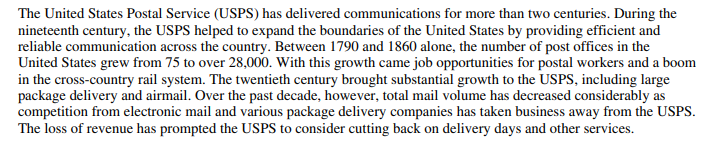 The United States Postal Service (USPS) has delivered communications for more than two centuries. During the
nineteenth century, the USPS helped to expand the boundaries of the United States by providing efficient and
reliable communication across the country. Between 1790 and 1860 alone, the number of post offices in the
United States grew from 75 to over 28,000. With this growth came job opportunities for postal workers and a boom
in the cross-country rail system. The twentieth century brought substantial growth to the USPS, including large
package delivery and airmail. Over the past decade, however, total mail volume has decreased considerably as
competition from electronic mail and various package delivery companies has taken business away from the USPS.
The loss of revenue has prompted the USPS to consider cutting back on delivery days and other services.